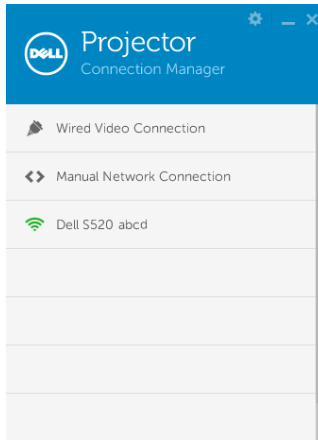 DELL
Projector
Connection Manager
Wired Video Connection
Manual Network Connection
Dell S520 abcd